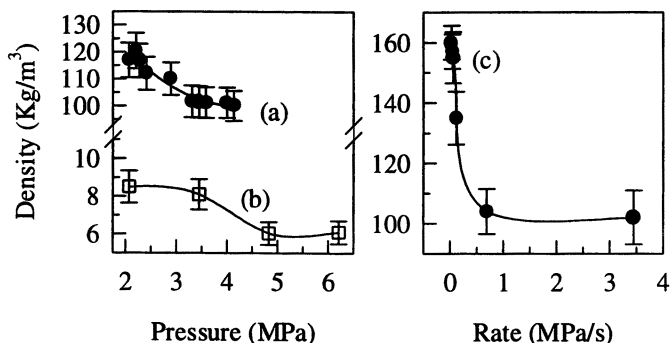 Density (Kg/m³)
130
120
110
100
10
8
6
(a)
(b)
2 3 4 5 6
Pressure (MPa)
160
140
120
100
(c)
0 1 2 3 4
Rate (MPa/s)